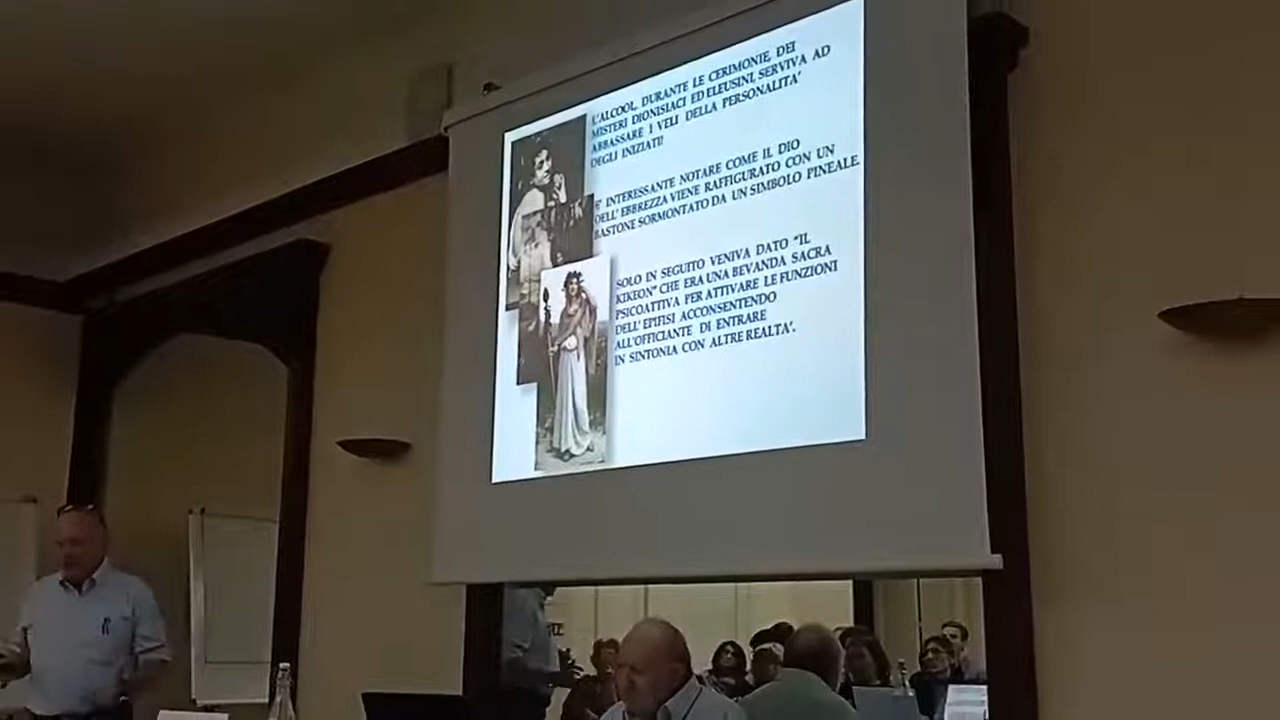 L'ALCOOL, DURANTE LE CERIMONIE, DEI
MISTERI DIONISIACI ED ELEUSINI, SERVIVA AD
ABBASSARE I VELI DELLA PERSONALITA'
DEGLI INIZIATI!
E' INTERESSANTE NOTARE COME IL DIO
DELL' EBBREZZA VIENE RAFFIGURATO CON UN
BASTONE SORMONTATO DA UN SIMBOLO PINEALE.
SOLO IN SEGUITO VENIVA DATO "IL
KIKEON" CHE ERA UNA BEVANDA SACRA
PSICOATTIVA PER ATTIVARE LE FUNZIONI
DELL' EPIFISI ACCONSENTENDO
ALL'OFFICIANTE DI ENTRARE
IN SINTONIA CON ALTRE REALTA'.